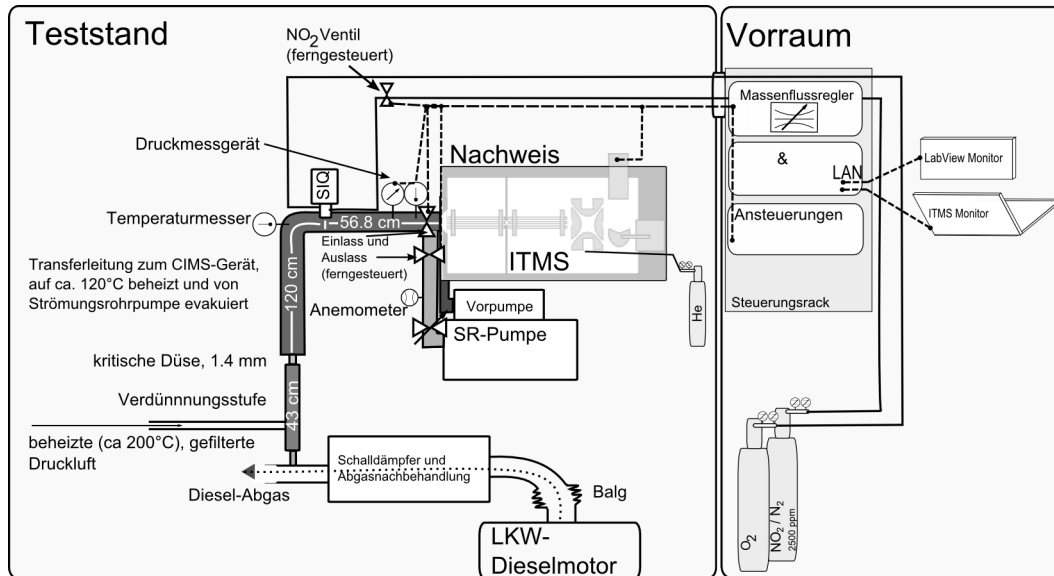 Teststand
NO2 Ventil
(ferngesteuert)
Druckmessgerät
Nachweis
SIQ
Temperaturmesser
56.8 cm
Einlass und
Auslass
(ferngesteuert)
ITMS
Transferleitung zum CIMS-Gerät,
auf ca. 120°C beheizt und von
Strömungsrohrpumpe evakuiert
120 cm
Anemometer
Vorpumpe
SR-Pumpe
He
kritische Düse, 1.4 mm
Verdünnnungsstufe
43 cm
beheizte (ca 200°C), gefilterte
Druckluft
Schalldämpfer und
Abgasnachbehandlung
Diesel-Abgas
Balg
LKW-
Dieselmotor
Vorraum
Massenflussregler
&
LAN
LabView Monitor
Ansteuerungen
ITMS Monitor
Steuerungsrack
O2
NO2 / N2
2500 ppm